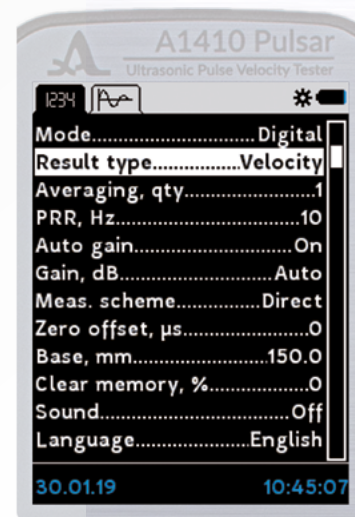 A1410 Pulsar
Ultrasonic Pulse Velocity Tester
1234
Mode..............................Digital
Result type.................Velocity
Averaging, qty........................1
PRR, Hz.................................10
Auto gain.............................On
Gain, dB............................Auto
Meas. scheme...............Direct
Zero offset, µs.......................0
Base, mm........................150.0
Clear memory, %...................0
Sound..................................Off
Language.....................English
30.01.19 10:45:07